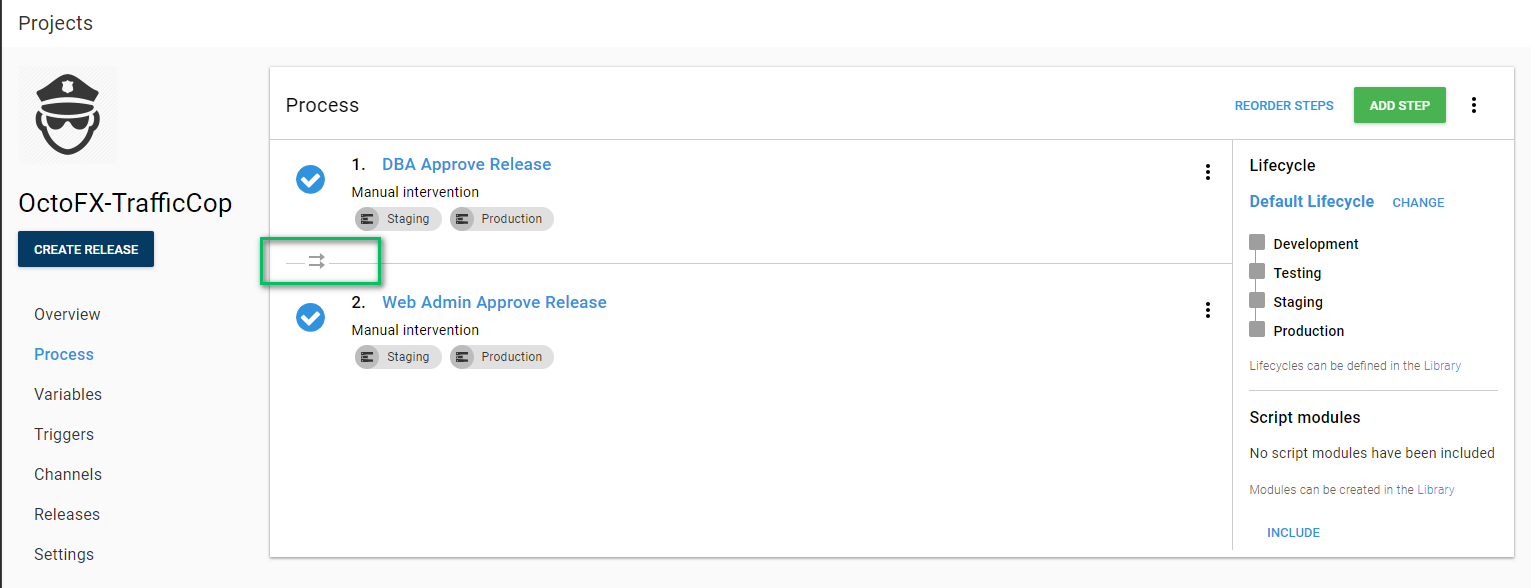 Projects
OctoFX-TrafficCop
CREATE RELEASE
Overview
Process
Variables
Triggers
Channels
Releases
Settings
Process
REORDER STEPS
ADD STEP
1. DBA Approve Release
Manual intervention
Staging Production
2. Web Admin Approve Release
Manual intervention
Staging Production
Lifecycle
Default Lifecycle CHANGE
Development
Testing
Staging
Production
Lifecycles can be defined in the Library
Script modules
No script modules have been included
Modules can be created in the Library
INCLUDE